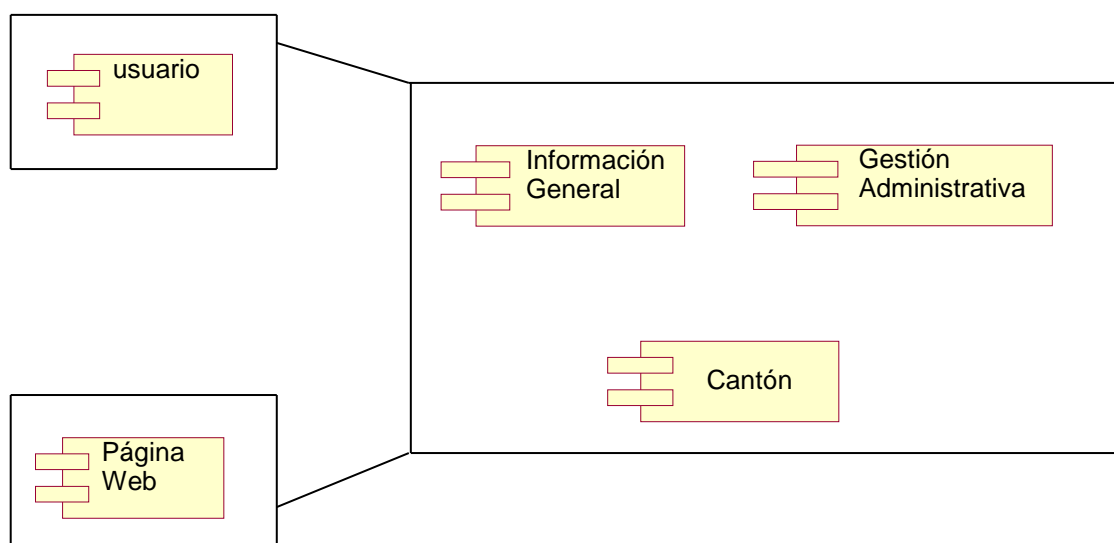 usuario
Información
General
Gestión
Administrativa
Cantón
Página
Web